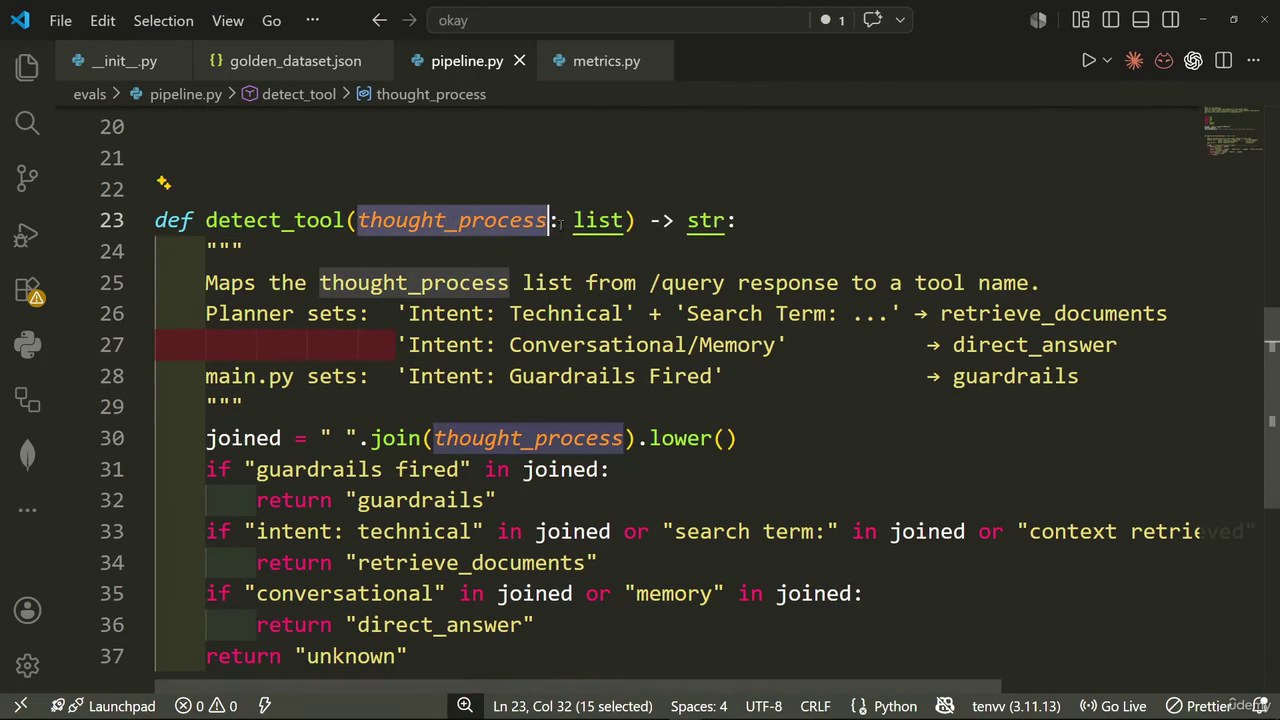 File Edit Selection View Go ··· okay 1
__init__.py {} golden_dataset.json pipeline.py metrics.py
evals > pipeline.py > detect_tool > thought_process
20
21
22
23 def detect_tool(thought_process: list) -> str:
24 """
25 Maps the thought_process list from /query response to a tool name.
26 Planner sets: 'Intent: Technical' + 'Search Term: ...' → retrieve_documents
27 'Intent: Conversational/Memory' → direct_answer
28 main.py sets: 'Intent: Guardrails Fired' → guardrails
29 """
30 joined = " ".join(thought_process).lower()
31 if "guardrails fired" in joined:
32 return "guardrails"
33 if "intent: technical" in joined or "search term:" in joined or "context retrieved"
34 return "retrieve_documents"
35 if "conversational" in joined or "memory" in joined:
36 return "direct_answer"
37 return "unknown"
Launchpad 0 0 Ln 23, Col 32 (15 selected) Spaces: 4 UTF-8 CRLF {} Python tenvv (3.11.13) Go Live Prettier
udemy